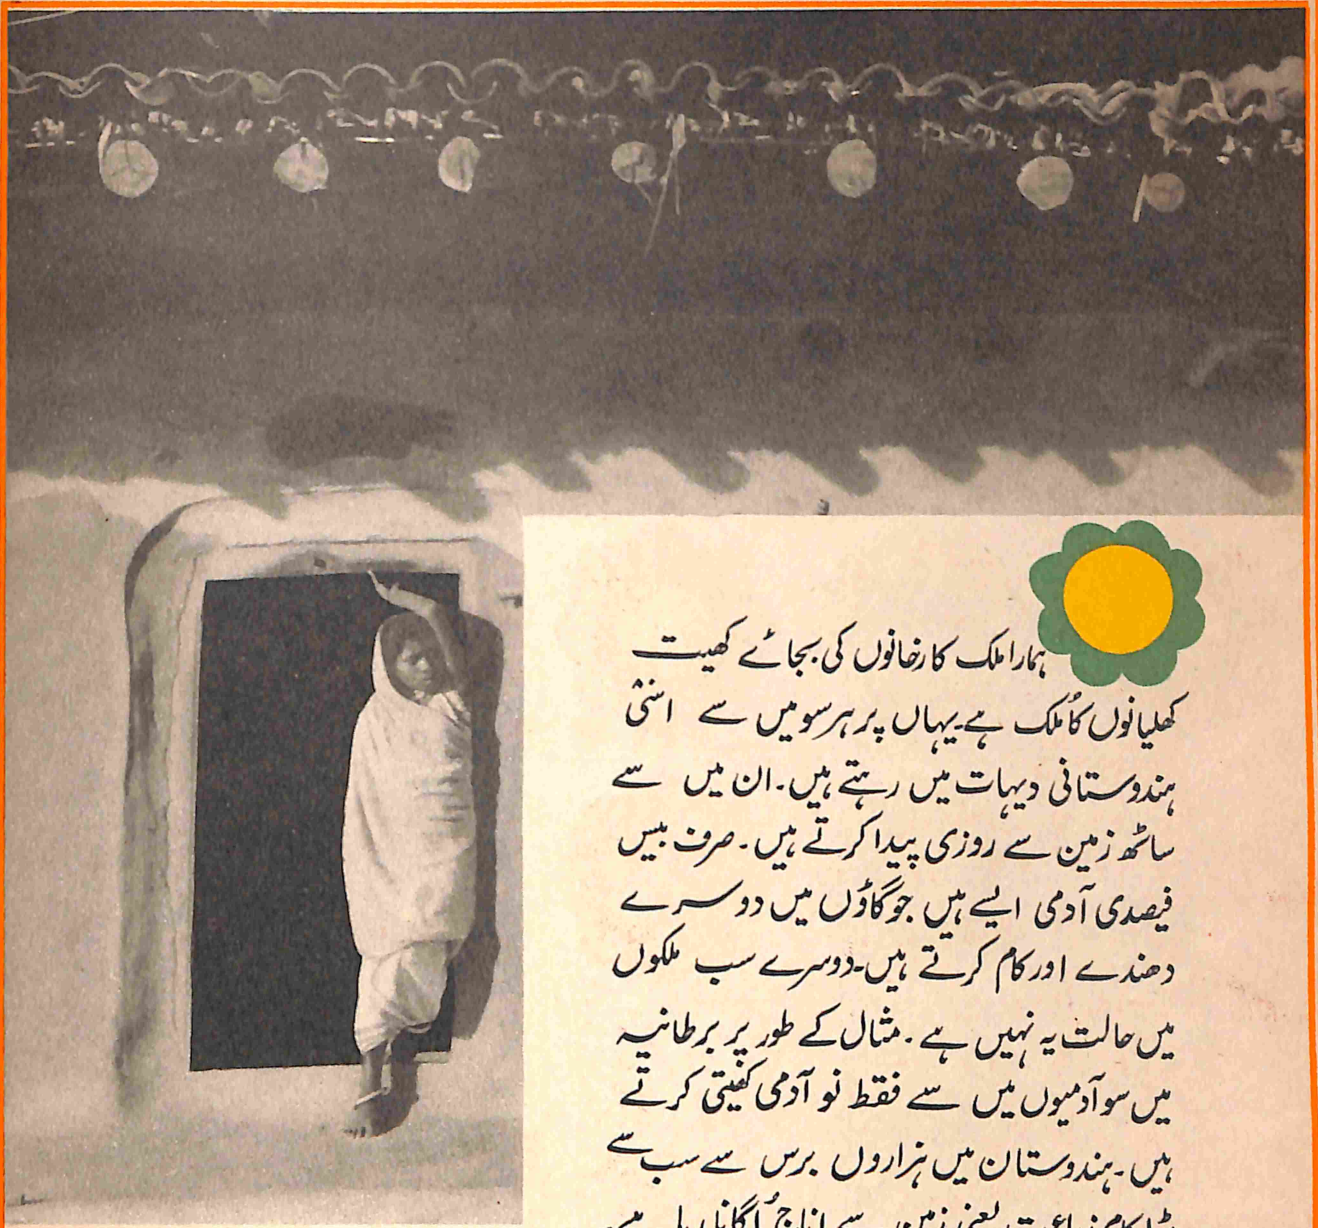 ہمارا ملک کارخانوں کی بجائے کھیت
کھلیانوں کا ملک ہے۔ یہاں پر ہر سو میں سے اسّی
ہندوستانی دیہات میں رہتے ہیں۔ ان میں سے
ساٹھ زمین سے روزی پیدا کرتے ہیں۔ صرف بیس
فیصدی آدمی ایسے ہیں جو گاؤں میں دوسرے
دھندے اور کام کرتے ہیں۔ دوسرے سب ملکوں
میں حالت یہ نہیں ہے۔ مثال کے طور پر برطانیہ
میں سو آدمیوں میں سے فقط نو آدمی کھیتی کرتے
ہیں۔ ہندوستان میں ہزاروں برس سے سب سے